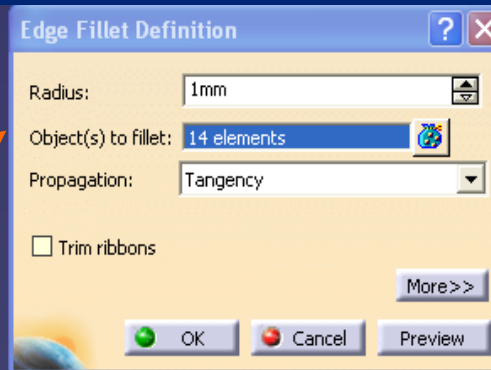 Edge Fillet Definition ? X
Radius: 1mm
Object(s) to fillet: 14 elements
Propagation: Tangency
Trim ribbons
More>>
OK Cancel Preview